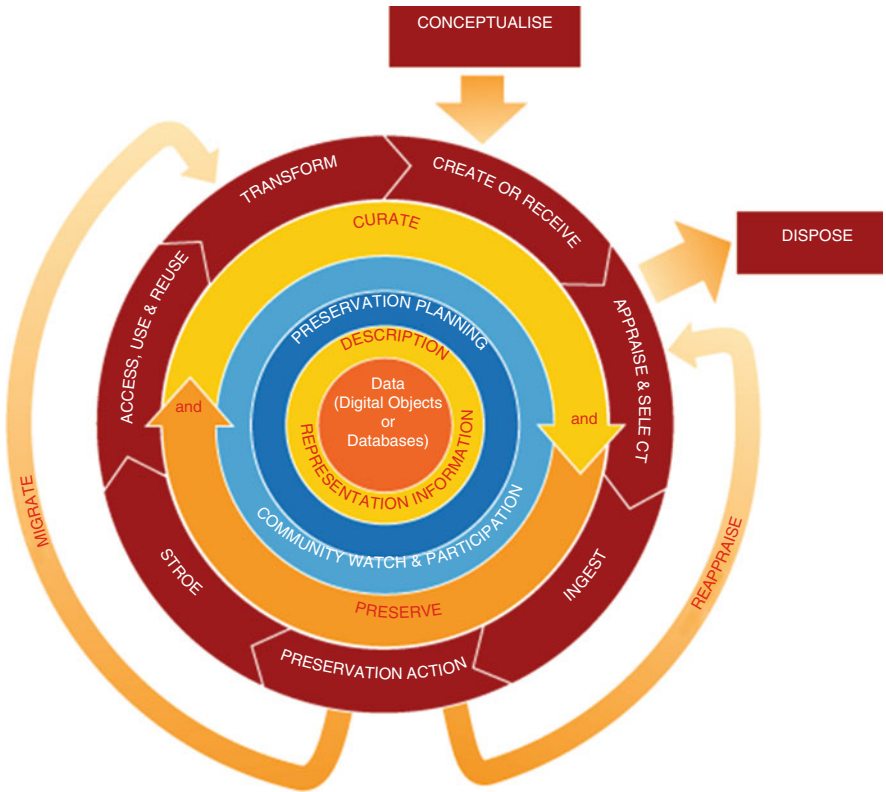 CONCEPTUALISE
TRANSFORM
CREATE OR RECEIVE
DISPOSE
CURATE
ACCESS, USE & REUSE
PRESERVATION PLANNING
DESCRIPTION
APPRAISE & SELE CT
Data
(Digital Objects
or
Databases)
and
and
REPRESENTATION INFORMATION
COMMUNITY WATCH & PARTICIPATION
MIGRATE
STROE
INGEST
REAPPRAISE
PRESERVE
PRESERVATION ACTION